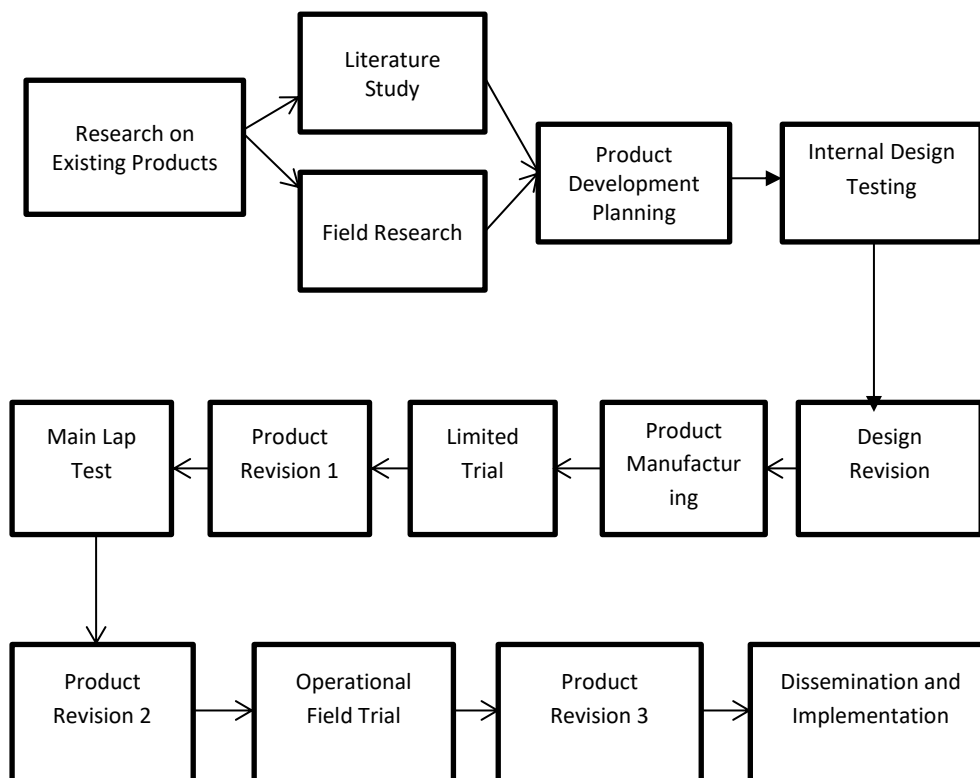 Research on
Existing Products
Literature
Study
Field Research
Product
Development
Planning
Internal Design
Testing
Main Lap
Test
Product
Revision 1
Limited
Trial
Product
Manufactur
ing
Design
Revision
Product
Revision 2
Operational
Field Trial
Product
Revision 3
Dissemination and
Implementation